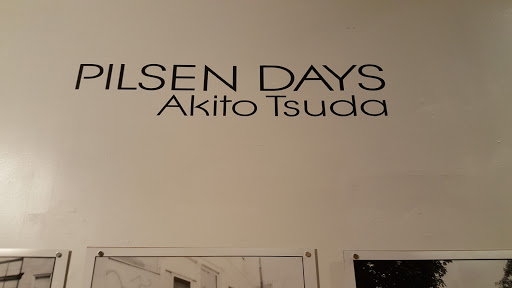 PILSEN DAYS
Akito Tsuda